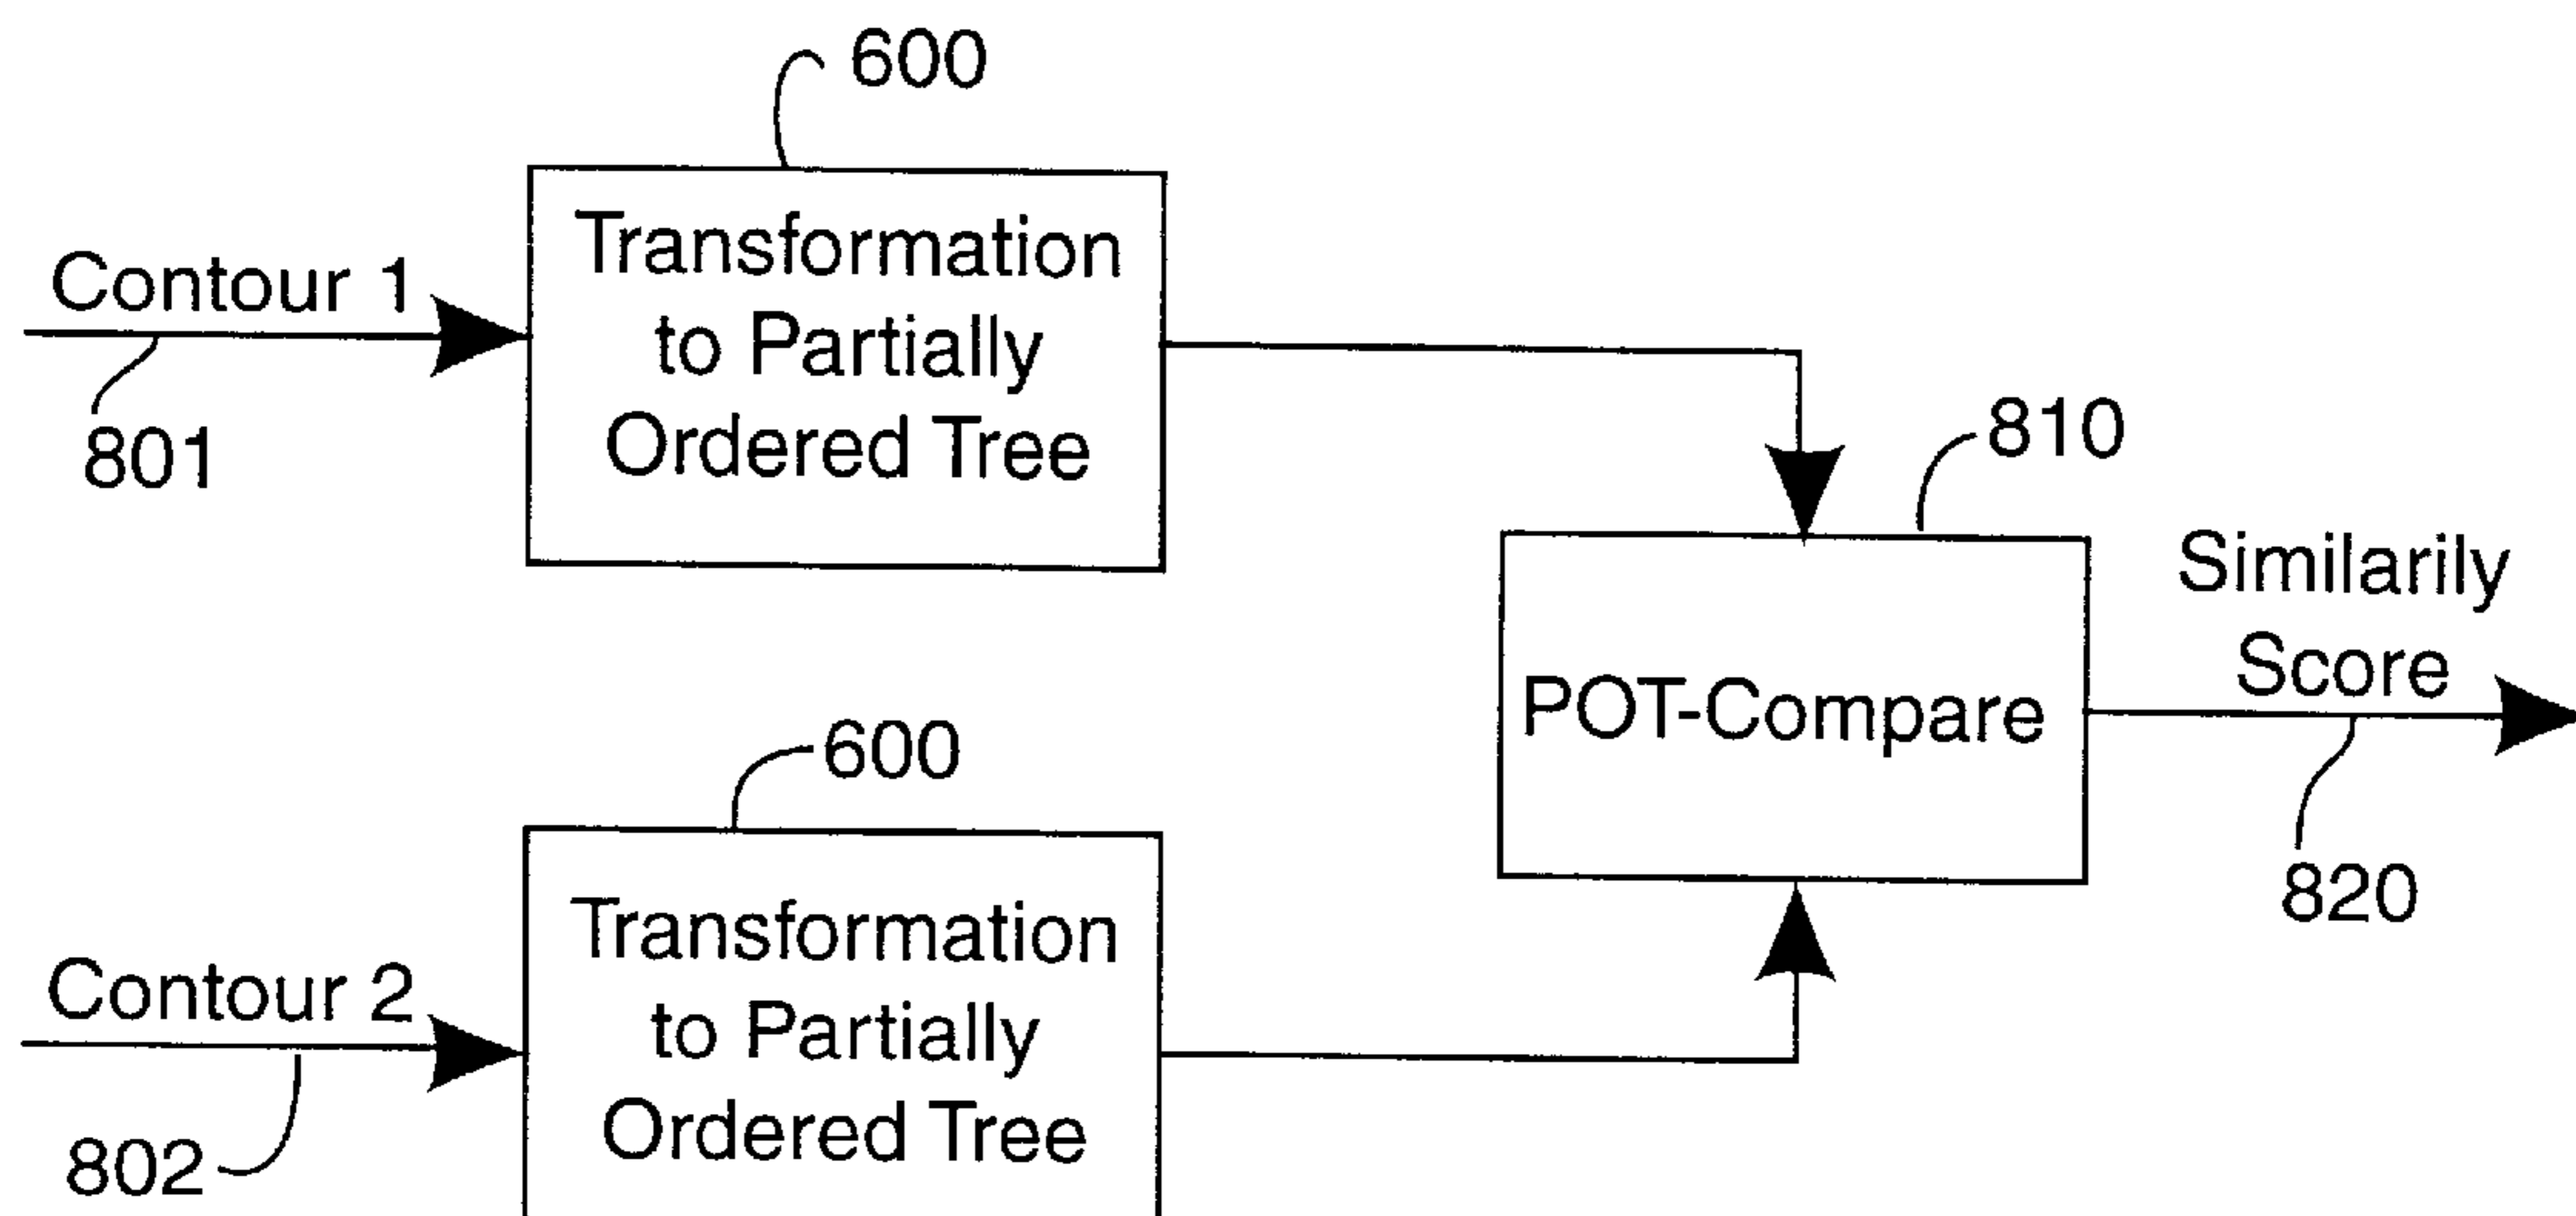 600
Transformation
to Partially
Ordered Tree
Contour 1
801
810
POT-Compare
Similarily
Score
820
600
Transformation
to Partially
Ordered Tree
Contour 2
802